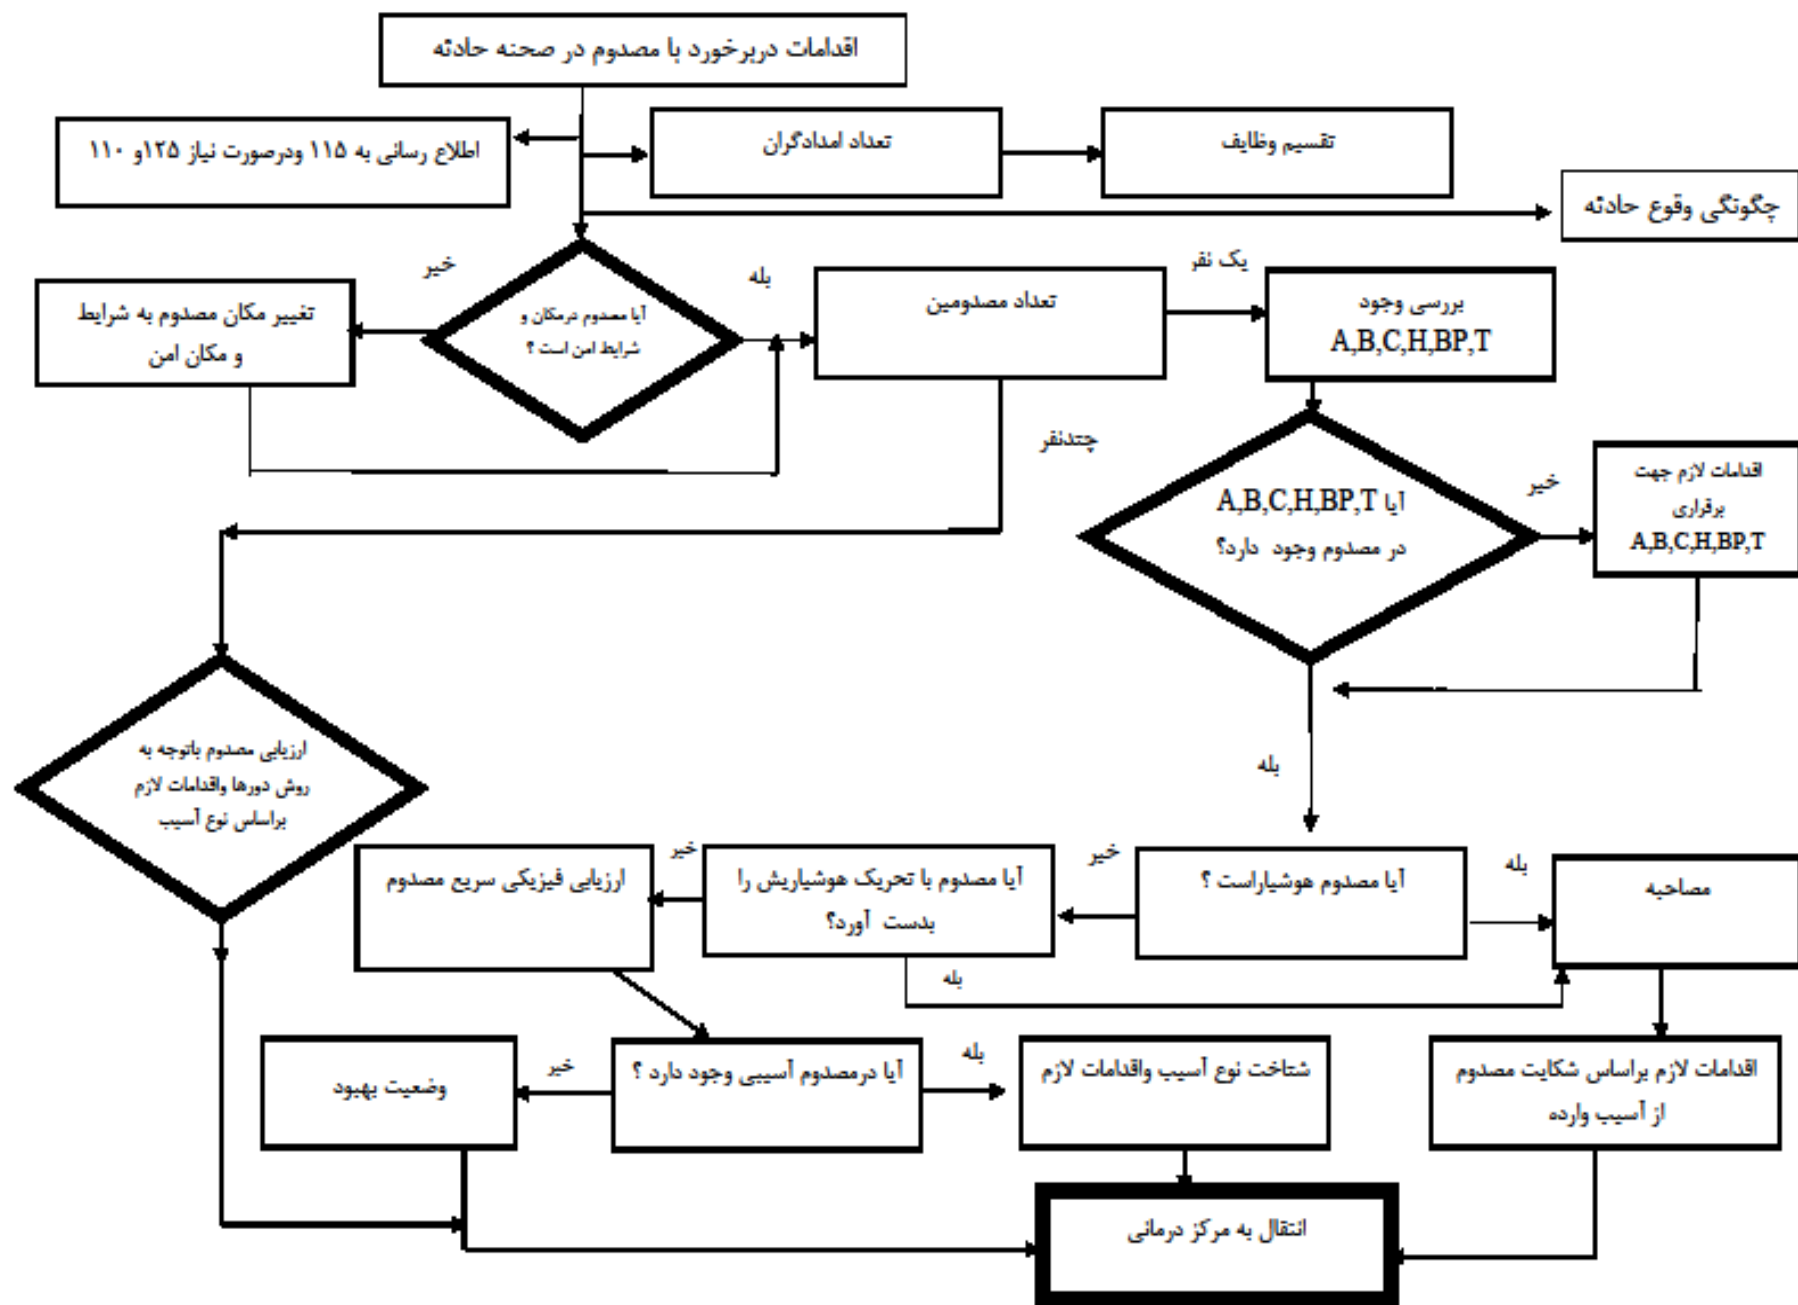 اقدامات دربرخورد با مصدوم در صحنه حادثه
اطلاع رسانی به ۱۱۵ ودرصورت نیاز ۱۲۵و ۱۱۰
تعداد امدادگران
تقسیم وظایف
چگونگی وقوع حادثه
آیا مصدوم درمکان و
شرایط امن است ؟
خیر
بله
تغییر مکان مصدوم به شرایط
و مکان امن
تعداد مصدومین
یک نفر
چندنفر
بررسی وجود
A,B,C,H,BP,T
آیا A,B,C,H,BP,T
در مصدوم وجود دارد؟
خیر
اقدامات لازم جهت
برقراری
A,B,C,H,BP,T
بله
ارزیابی مصدوم باتوجه به
روش دورها واقدامات لازم
براساس نوع آسیب
آیا مصدوم هوشیاراست ؟
بله
مصاحبه
خیر
آیا مصدوم با تحریک هوشیاریش را
بدست آورد؟
خیر
بله
ارزیابی فیزیکی سریع مصدوم
آیا درمصدوم آسیبی وجود دارد ؟
بله
خیر
وضعیت بهبود
شناخت نوع آسیب واقدامات لازم
اقدامات لازم براساس شکایت مصدوم
از آسیب وارده
انتقال به مرکز درمانی